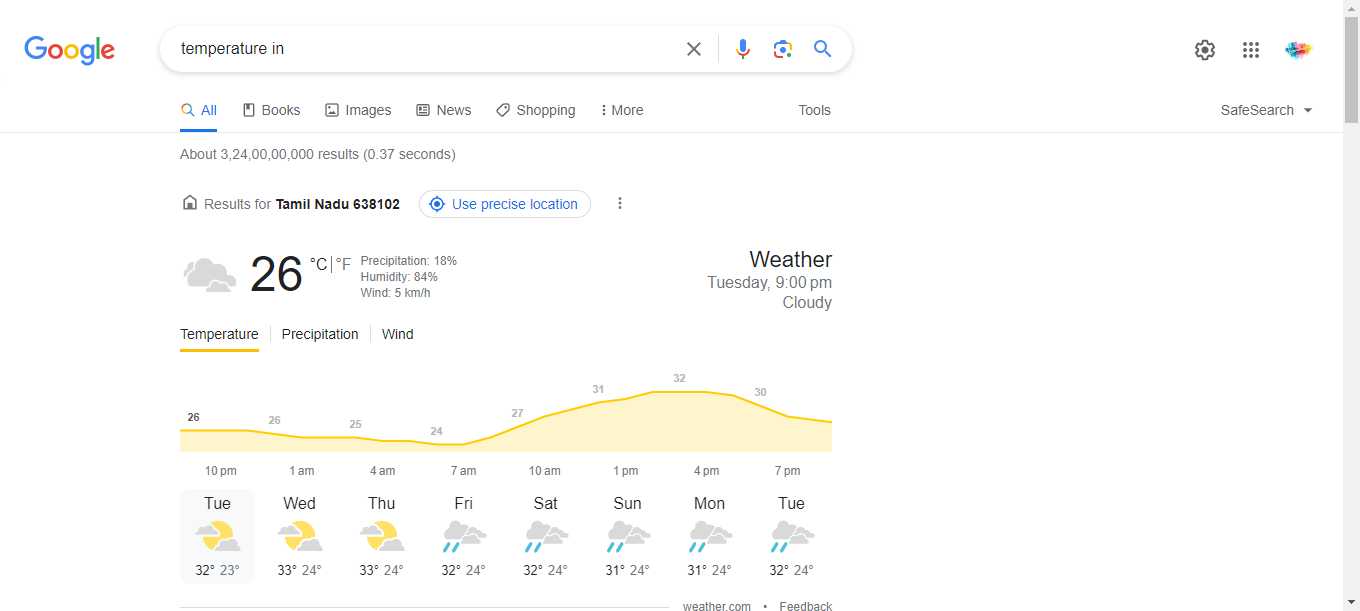 Google
temperature in
All Books Images News Shopping More Tools SafeSearch
About 3,24,00,00,000 results (0.37 seconds)
Results for Tamil Nadu 638102 Use precise location
26 °C | °F
Precipitation: 18%
Humidity: 84%
Wind: 5 km/h
Weather
Tuesday, 9:00 pm
Cloudy
Temperature Precipitation Wind
26 26 25 24 27 31 32 30
10 pm 1 am 4 am 7 am 10 am 1 pm 4 pm 7 pm
Tue Wed Thu Fri Sat Sun Mon Tue
32° 23° 33° 24° 33° 24° 32° 24° 32° 24° 31° 24° 31° 24° 32° 24°
weather.com • Feedback